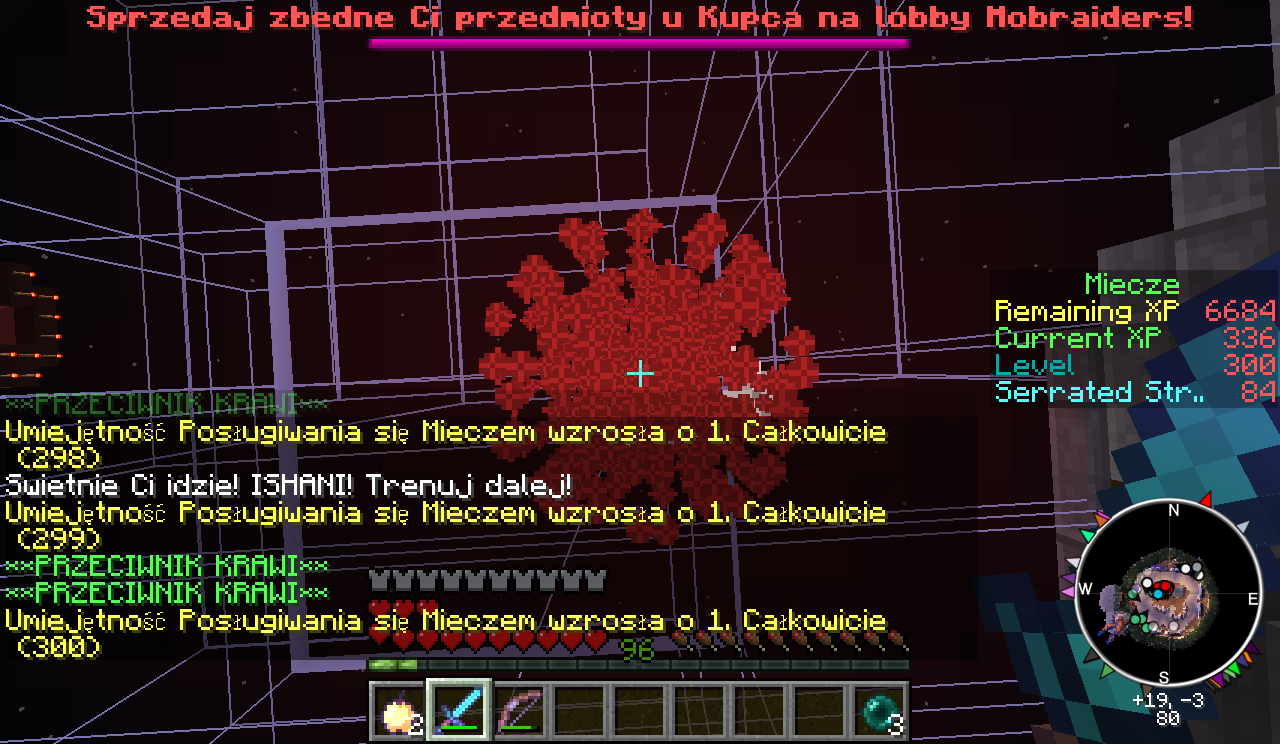 Sprzedaj zbedne Ci przedmioty u Kupca na lobby Mobraiders!
Miecze
Remaining XP 6684
Current XP 336
Level 300
Serrated Str.. 84
**PRZECIWNIK KRAWI**
Umiejętność Posługiwania się Mieczem wzrosła o 1. Całkowicie
(298)
Swietnie Ci idzie! ISHANI! Trenuj dalej!
Umiejętność Posługiwania się Mieczem wzrosła o 1. Całkowicie
(299)
**PRZECIWNIK KRAWI**
**PRZECIWNIK KRAWI**
Umiejętność Posługiwania się Mieczem wzrosła o 1. Całkowicie
(300)
96
2
3
N
W
E
S
+19, -3
80